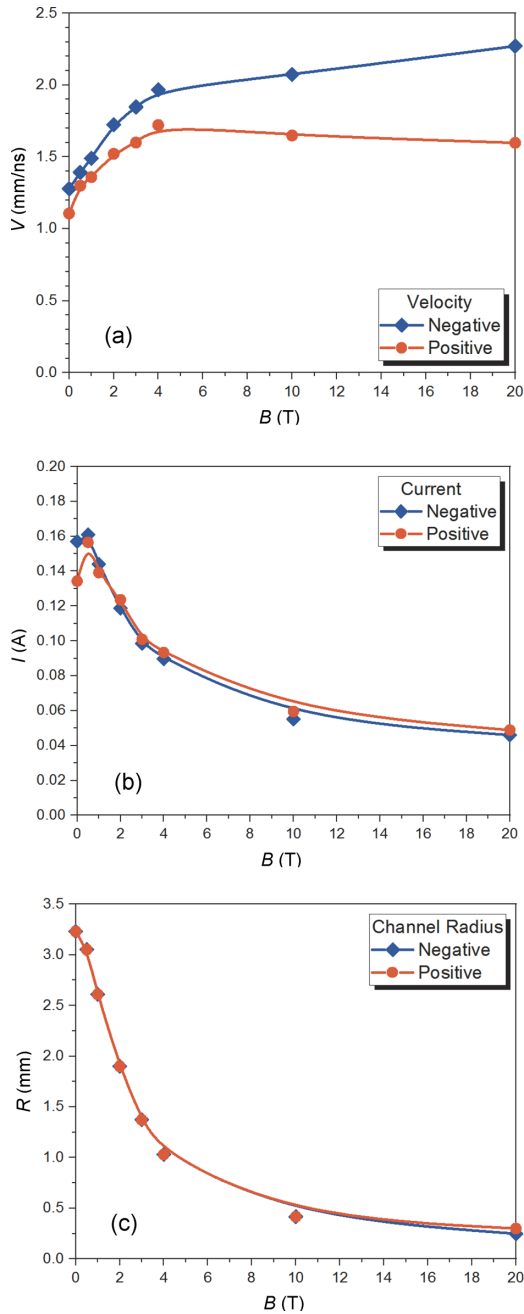 2.5
2.0
1.5
1.0
0.5
0.0
V (mm/ns)
Velocity
Negative
Positive
(a)
0 2 4 6 8 10 12 14 16 18 20
B (T)
0.20
0.18
0.16
0.14
0.12
0.10
0.08
0.06
0.04
0.02
0.00
I (A)
Current
Negative
Positive
(b)
0 2 4 6 8 10 12 14 16 18 20
B (T)
3.5
3.0
2.5
2.0
1.5
1.0
0.5
0.0
R (mm)
Channel Radius
Negative
Positive
(c)
0 2 4 6 8 10 12 14 16 18 20
B (T)